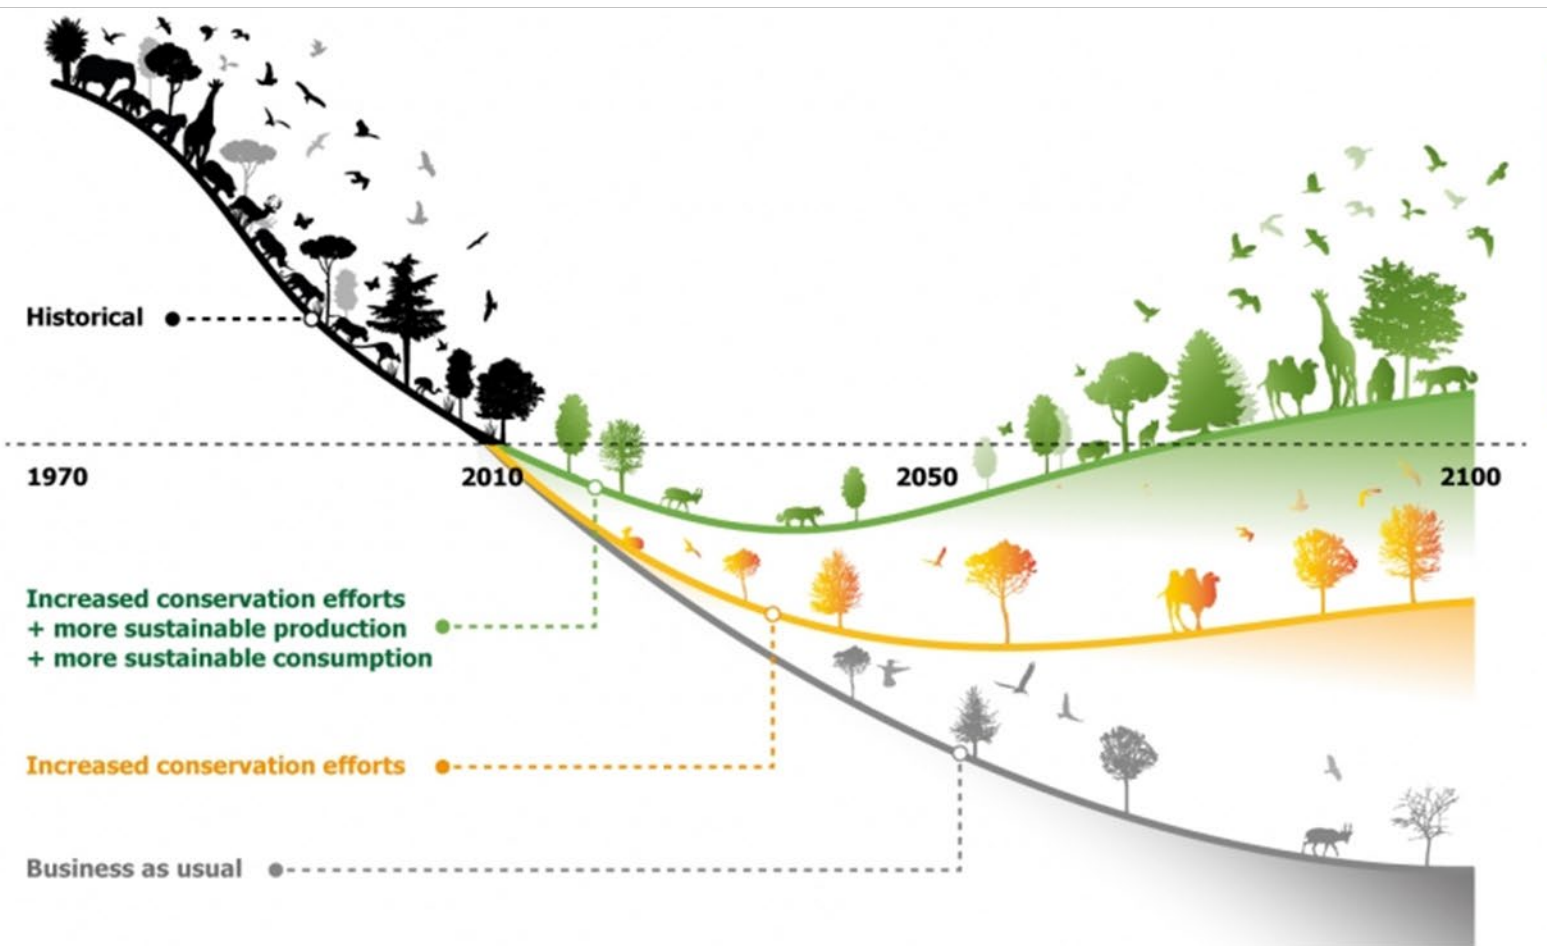 Historical
1970
2010
2050
2100
Increased conservation efforts
+ more sustainable production
+ more sustainable consumption
Increased conservation efforts
Business as usual